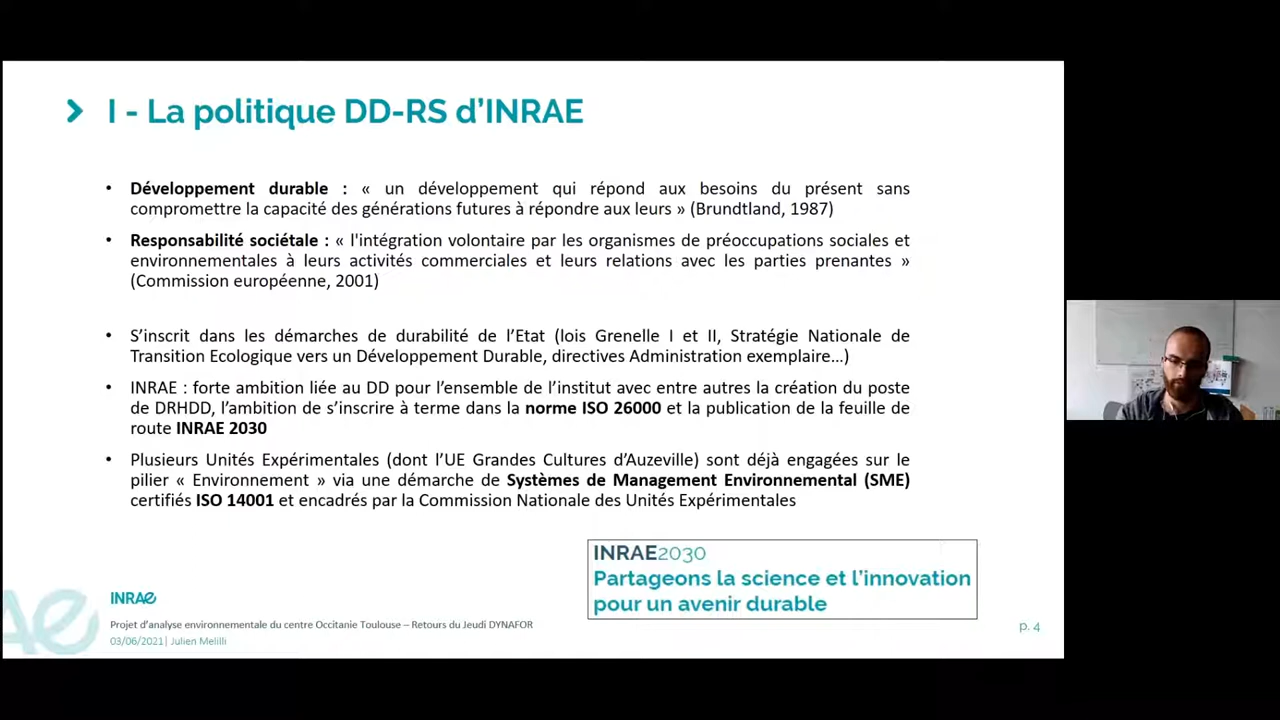 I - La politique DD-RS d'INRAE
• Développement durable : « un développement qui répond aux besoins du présent sans
compromettre la capacité des générations futures à répondre aux leurs » (Brundtland, 1987)
• Responsabilité sociétale : « l'intégration volontaire par les organismes de préoccupations sociales et
environnementales à leurs activités commerciales et leurs relations avec les parties prenantes »
(Commission européenne, 2001)
• S’inscrit dans les démarches de durabilité de l’Etat (lois Grenelle I et II, Stratégie Nationale de
Transition Ecologique vers un Développement Durable, directives Administration exemplaire…)
• INRAE : forte ambition liée au DD pour l’ensemble de l’institut avec entre autres la création du poste
de DRHDD, l’ambition de s’inscrire à terme dans la norme ISO 26000 et la publication de la feuille de
route INRAE 2030
• Plusieurs Unités Expérimentales (dont l’UE Grandes Cultures d’Auzeville) sont déjà engagées sur le
pilier « Environnement » via une démarche de Systèmes de Management Environnemental (SME)
certifiés ISO 14001 et encadrés par la Commission Nationale des Unités Expérimentales
INRAE2030
Partageons la science et l’innovation
pour un avenir durable
INRAE
Projet d’analyse environnementale du centre Occitanie Toulouse – Retours du Jeudi DYNAFOR
03/06/2021 | Julien Melilli
p. 4